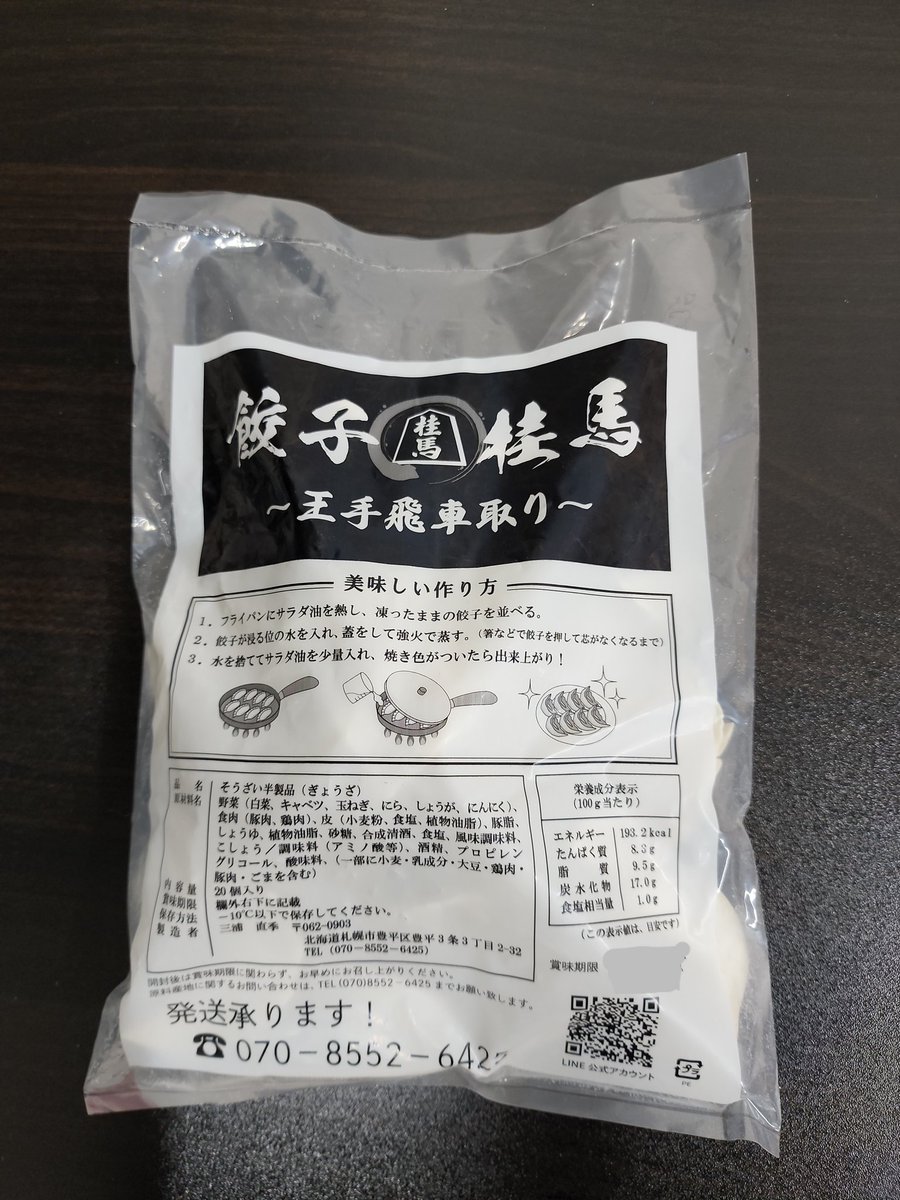 餃子 桂馬 桂馬
～王手飛車取り～
美味しい作り方
1．フライパンにサラダ油を熱し、凍ったままの餃子を並べる。
2．餃子が浸る位の水を入れ、蓋をして強火で蒸す。（箸などで餃子を押して芯がなくなるまで）
3．水を捨ててサラダ油を少量入れ、焼き色がついたら出来上がり！
品名 そうざい半製品（ぎょうざ）
原材料名 野菜（白菜、キャベツ、玉ねぎ、にら、しょうが、にんにく）、
食肉（豚肉、鶏肉）、皮（小麦粉、食塩、植物油脂）、豚脂、
しょうゆ、植物油脂、砂糖、合成清酒、食塩、風味調味料、
こしょう／調味料（アミノ酸等）、酒精、プロピレン
グリコール、酸味料、（一部に小麦・乳成分・大豆・鶏肉・
豚肉・ごまを含む）
内容量 20個入り
賞味期限 欄外右下に記載
保存方法 －10℃以下で保存してください。
製造者 三浦 直季 〒062-0903
北海道札幌市豊平区豊平3条3丁目2-32
TEL（070－8552－6425）
栄養成分表示
（100g当たり）
エネルギー 193.2kcal
たんぱく質 8.3g
脂質 9.5g
炭水化物 17.0g
食塩相当量 1.0g
（この表示値は、目安です）
賞味期限
開封後は賞味期限に関わらず、お早めにお召し上がりください。
原料産地に関するお問い合わせは、TEL(070)8552－6425までお願い致します。
発送承ります！
☎070－8552－6425
LINE公式アカウント
プラ
PE